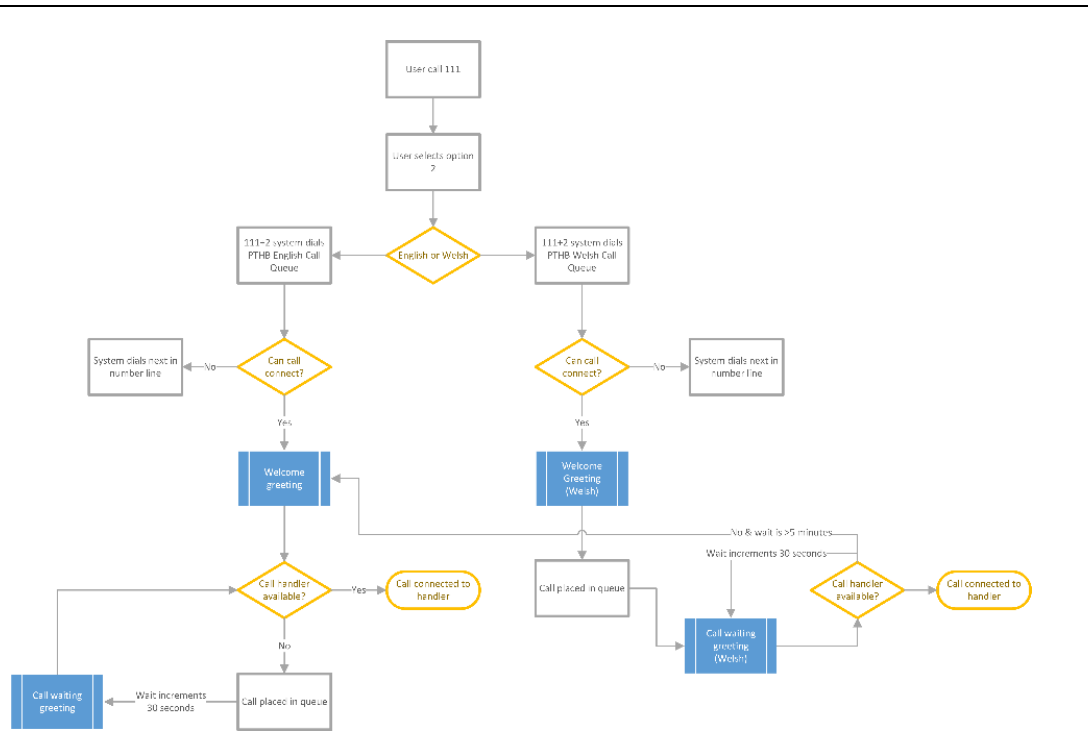 User call 111
User selects option
2
111+2 system dials
PTHB English Call
Queue
English or Welsh
111+2 system dials
PTHB Welsh Call
Queue
System dials next in
number line
No
Can call
connect?
Can call
connect?
No
System dials next in
number line
Yes
Yes
Welcome
greeting
Welcome
Greeting
(Welsh)
No & wait is >5 minutes
Wait increments 30 seconds
Call handler
available?
Yes
Call connected to
handler
Call placed in queue
Call handler
available?
Call connected to
handler
No
Call waiting
greeting
(Welsh)
Call waiting
greeting
Wait increments
30 seconds
Call placed in queue